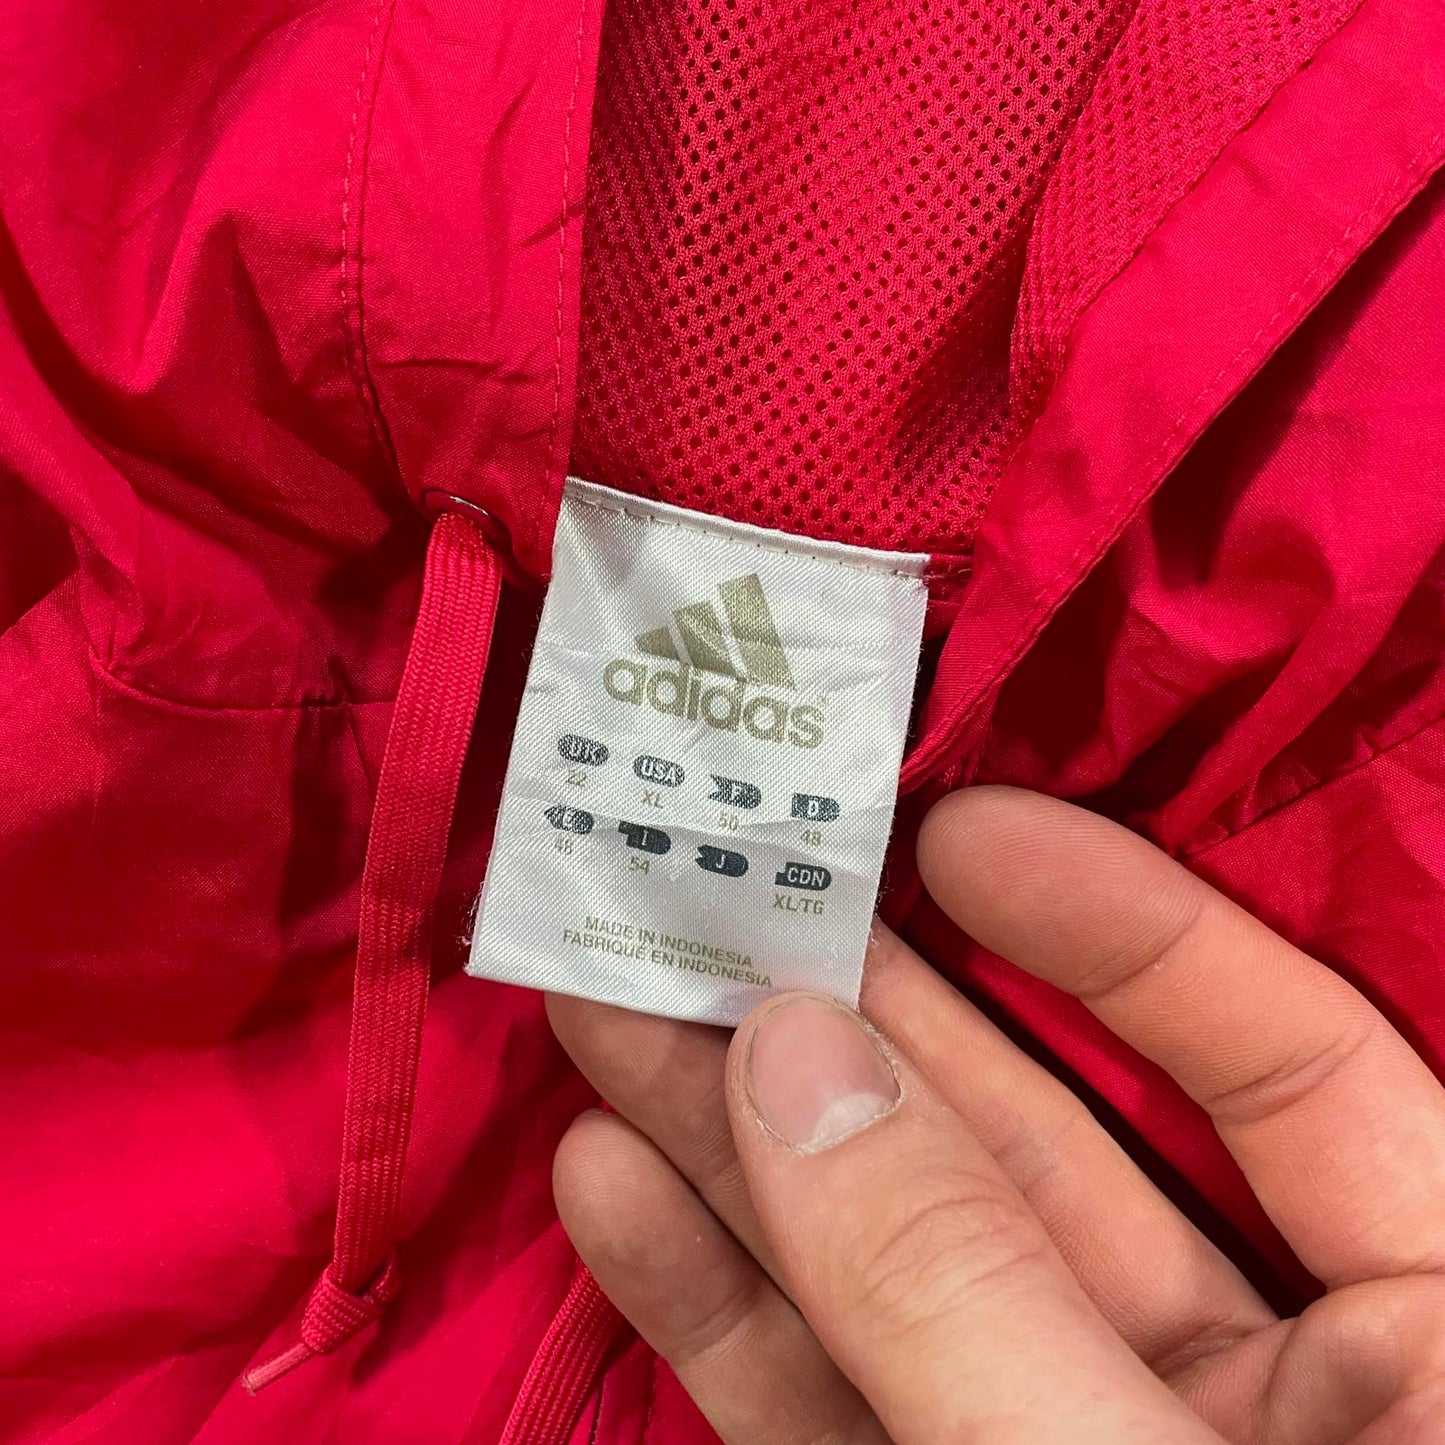 adidas
UK USA F D
22 XL 50 48
E I J CDN
48 54 XL/TG
MADE IN INDONESIA
FABRIQUÉ EN INDONESIA